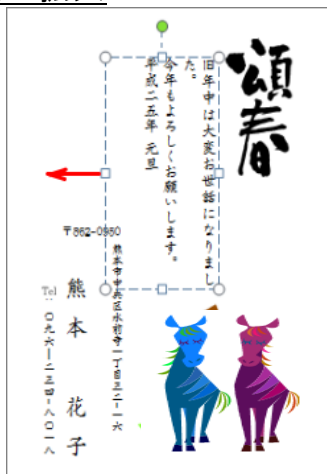 頌春
旧年中は大変お世話になりまし
た。
今年もよろしくお願いします。
平成二五年 元旦
〒862-0950
熊本市中央区水前寺一丁目三二-一六
熊本 花子
Tel:〇九六-二三四-八〇一八